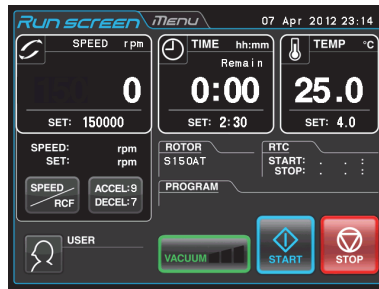 Run screen MENU 07 Apr 2012 23:14
SPEED rpm
0
SET: 150000
TIME hh:mm
Remain
0:00
SET: 2:30
TEMP °C
25.0
SET: 4.0
SPEED: rpm
SET: rpm
SPEED/RCF
ACCEL:9
DECEL:7
ROTOR
S150AT
RTC
START: . . :
STOP: . . :
PROGRAM
USER
VACUUM
START
STOP